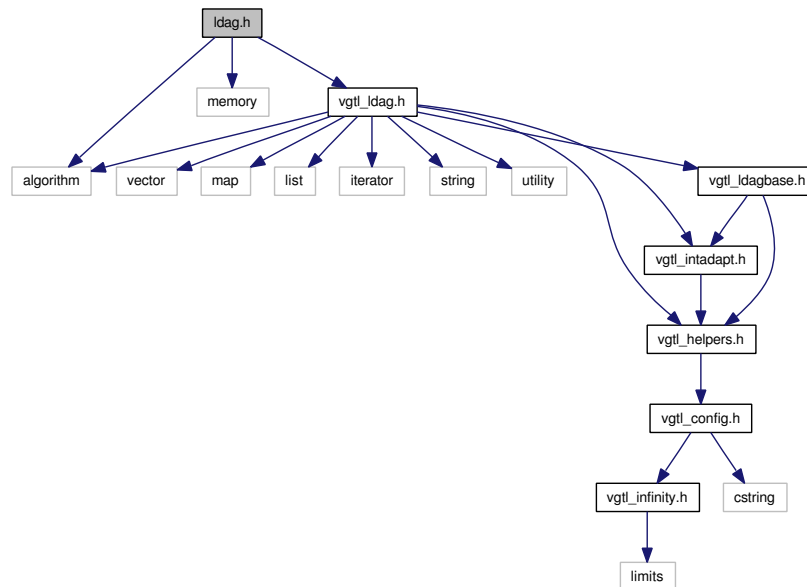 ldag.h
memory
vgtl_ldag.h
algorithm
vector
map
list
iterator
string
utility
vgtl_ldagbase.h
vgtl_intadapt.h
vgtl_helpers.h
vgtl_config.h
vgtl_infinity.h
cstring
limits